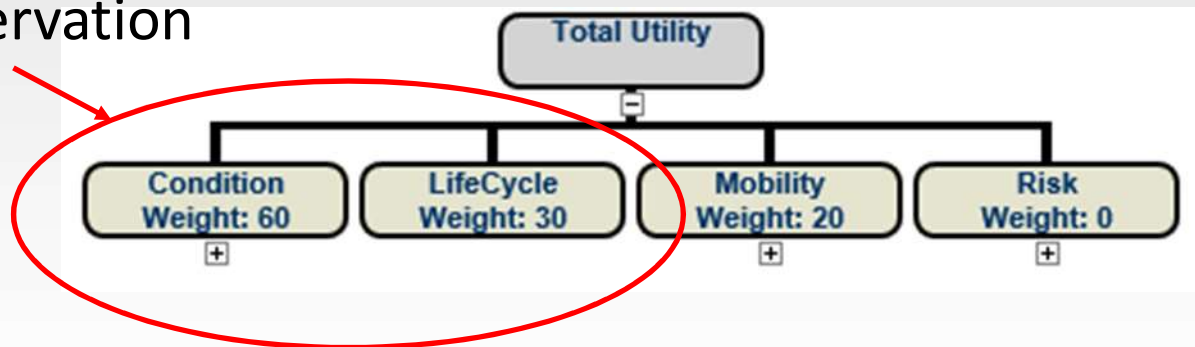 ervation
Total Utility
Condition
Weight: 60
LifeCycle
Weight: 30
Mobility
Weight: 20
Risk
Weight: 0